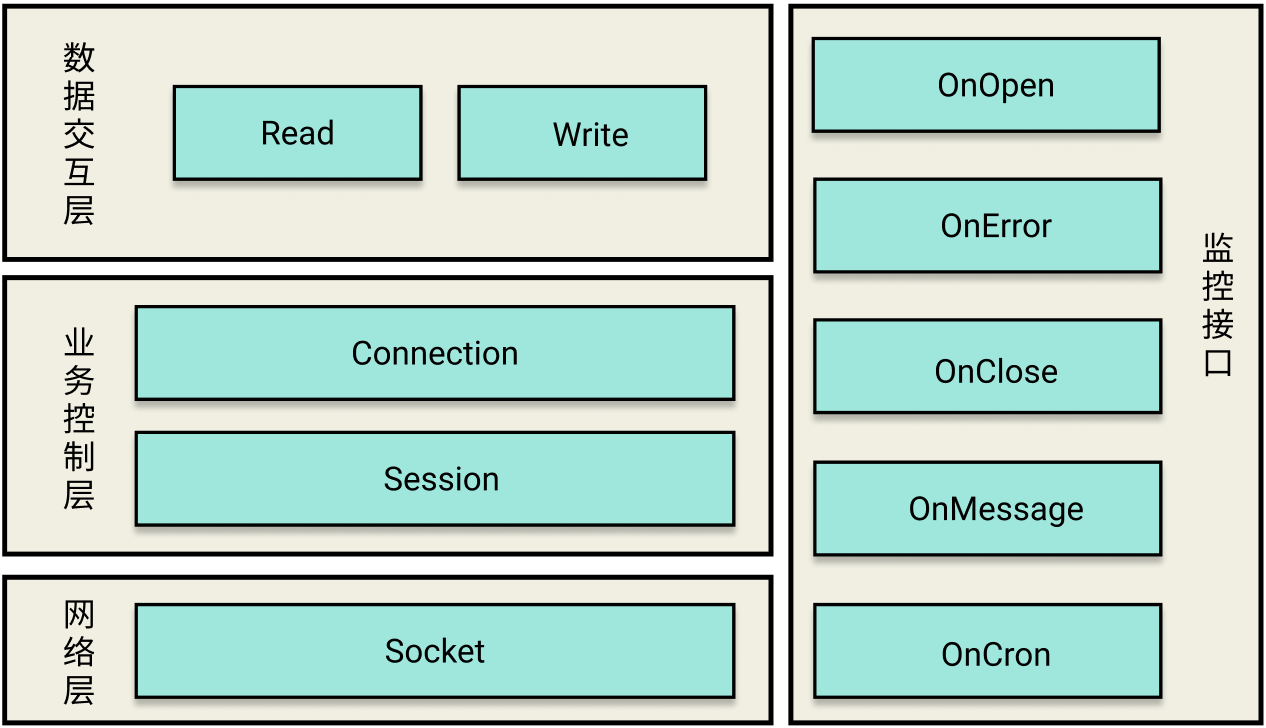 数据交互层
Read
Write
业务控制层
Connection
Session
网络层
Socket
OnOpen
OnError
OnClose
OnMessage
OnCron
监控接口